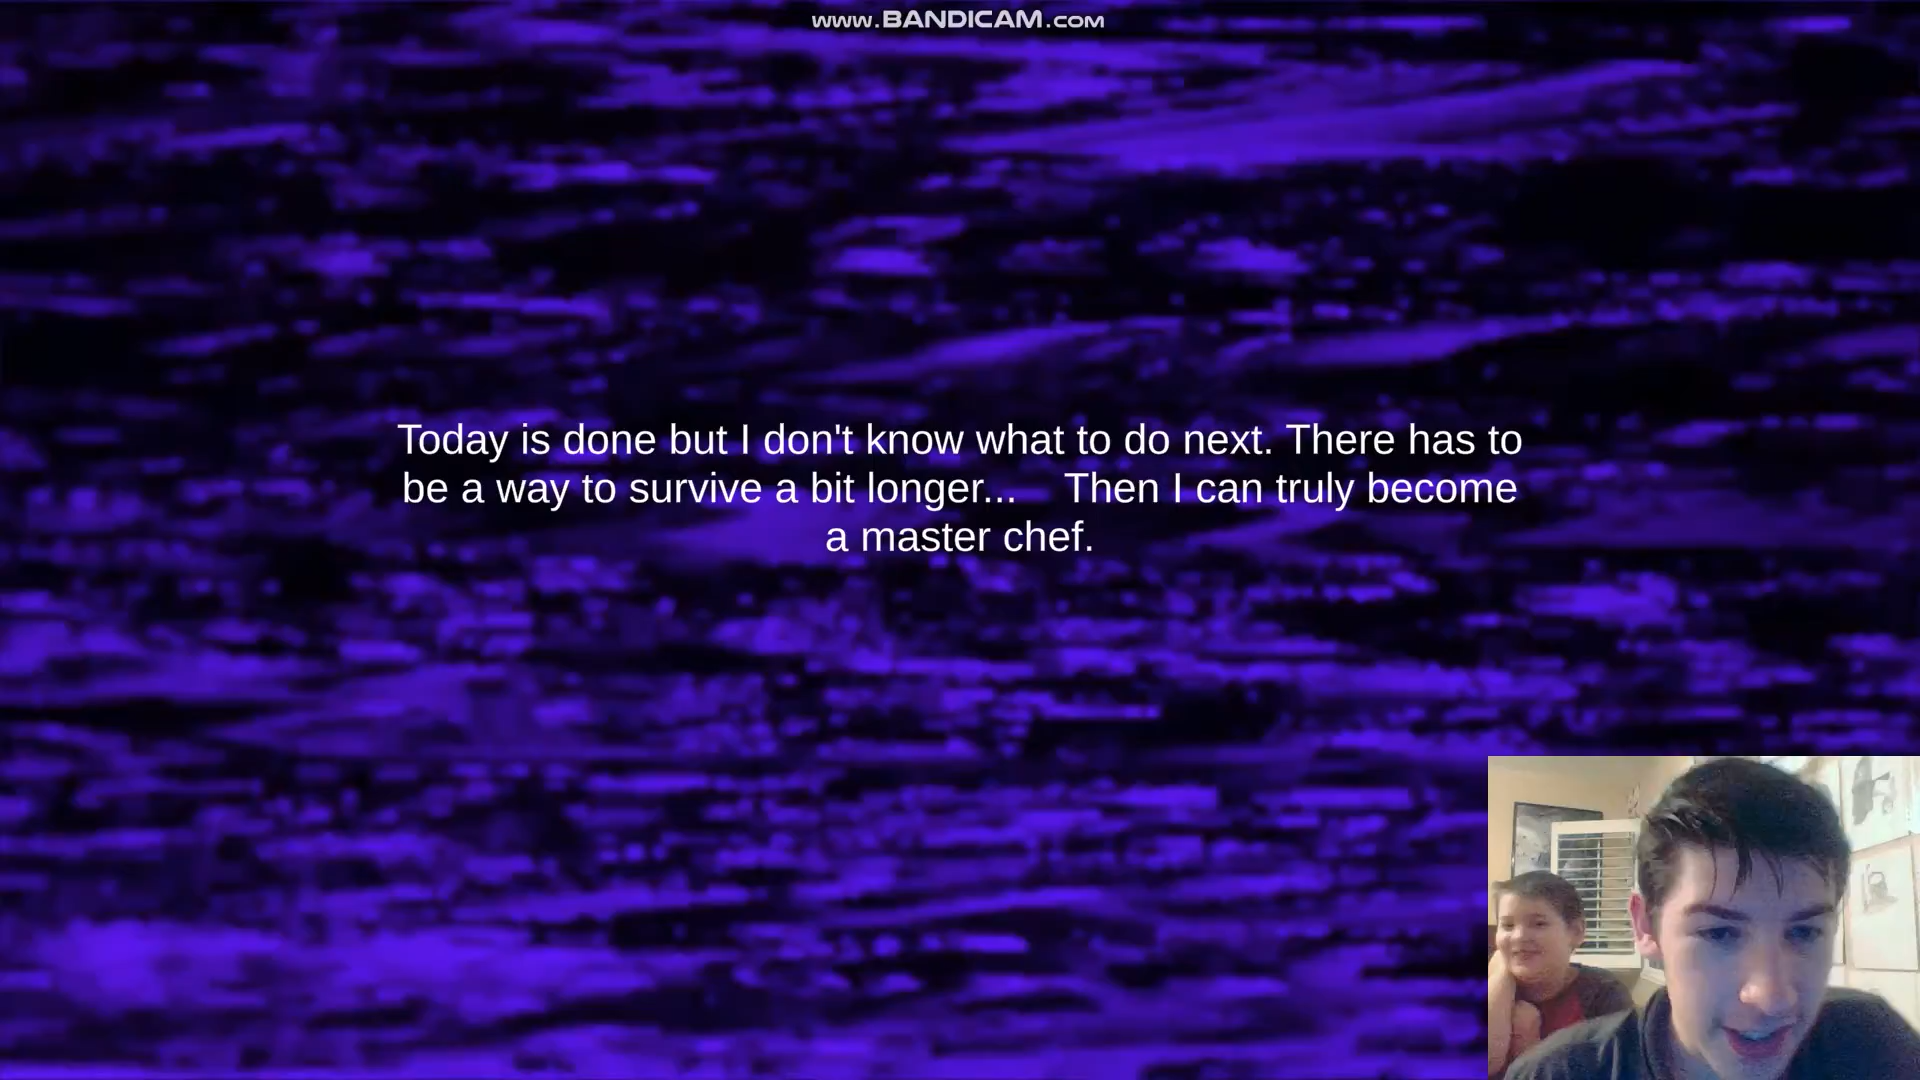 www.BANDICAM.com
Today is done but I don't know what to do next. There has to
be a way to survive a bit longer...    Then I can truly become
a master chef.